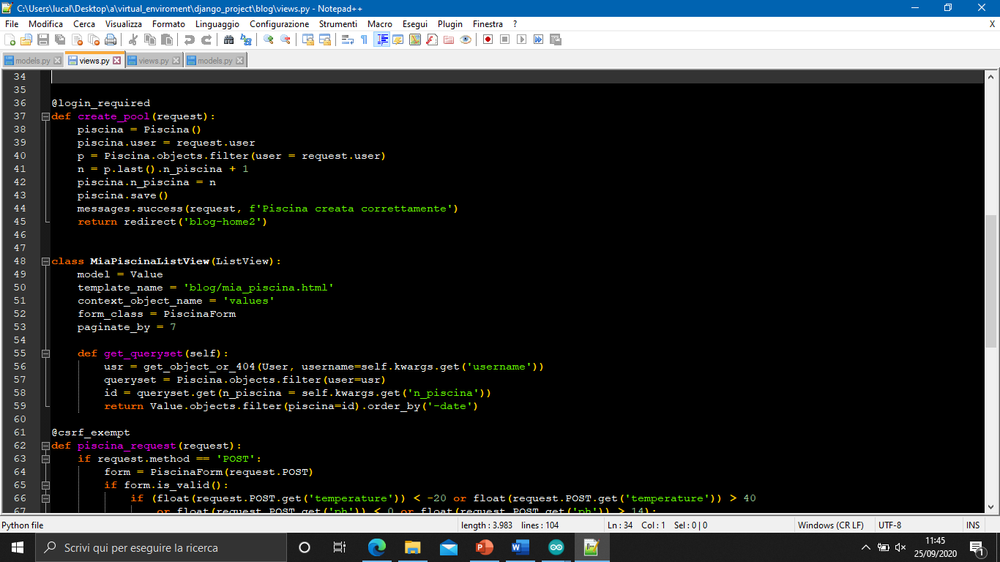 C:\Users\lucal\Desktop\a\virtual_enviroment\django_project\blog\views.py - Notepad++
File Modifica Cerca Visualizza Formato Linguaggio Configurazione Strumenti Macro Esegui Plugin Finestra ? X
models.py views.py views.py models.py
34
35
36 @login_required
37 def create_pool(request):
38 piscina = Piscina()
39 piscina.user = request.user
40 p = Piscina.objects.filter(user = request.user)
41 n = p.last().n_piscina + 1
42 piscina.n_piscina = n
43 piscina.save()
44 messages.success(request, f'Piscina creata correttamente')
45 return redirect('blog-home2')
46
47
48 class MiaPiscinaListView(ListView):
49 model = Value
50 template_name = 'blog/mia_piscina.html'
51 context_object_name = 'values'
52 form_class = PiscinaForm
53 paginate_by = 7
54
55 def get_queryset(self):
56 usr = get_object_or_404(User, username=self.kwargs.get('username'))
57 queryset = Piscina.objects.filter(user=usr)
58 id = queryset.get(n_piscina = self.kwargs.get('n_piscina'))
59 return Value.objects.filter(piscina=id).order_by('-date')
60
61 @csrf_exempt
62 def piscina_request(request):
63 if request.method == 'POST':
64 form = PiscinaForm(request.POST)
65 if form.is_valid():
66 if (float(request.POST.get('temperature')) < -20 or float(request.POST.get('temperature')) > 40
67 or float(request.POST.get('ph')) < 0 or float(request.POST.get('ph')) > 14):
Python file length : 3.983 lines : 104 Ln : 34 Col : 1 Sel : 0 | 0 Windows (CR LF) UTF-8 INS
Scrivi qui per eseguire la ricerca
11:45
25/09/2020
1